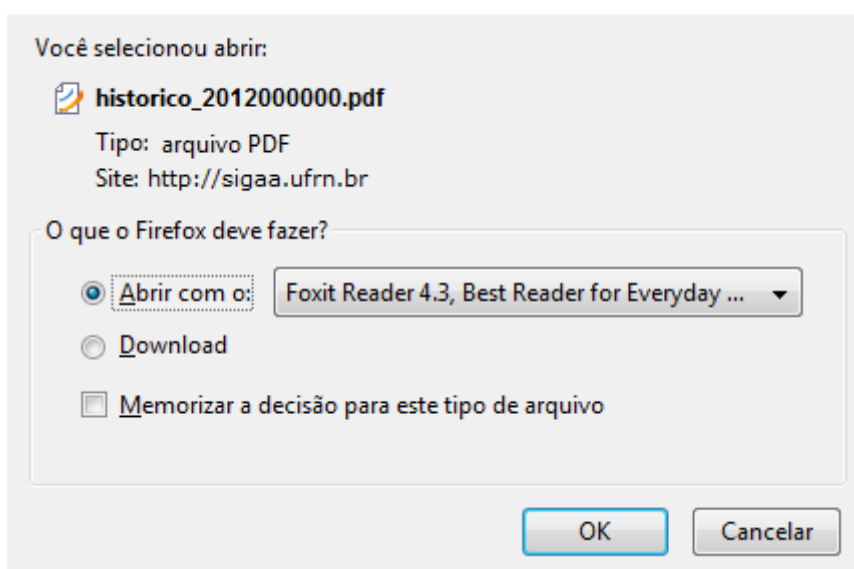 Você selecionou abrir:
historico_2012000000.pdf
Tipo: arquivo PDF
Site: http://sigaa.ufrn.br
O que o Firefox deve fazer?
Abrir com o: Foxit Reader 4.3, Best Reader for Everyday ...
Download
Memorizar a decisão para este tipo de arquivo
OK Cancelar